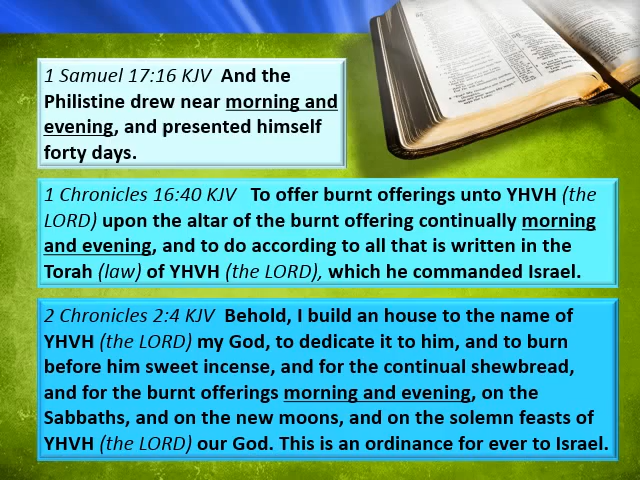 1 Samuel 17:16 KJV  And the
Philistine drew near morning and
evening, and presented himself
forty days.
1 Chronicles 16:40 KJV   To offer burnt offerings unto YHVH (the
LORD) upon the altar of the burnt offering continually morning
and evening, and to do according to all that is written in the
Torah (law) of YHVH (the LORD), which he commanded Israel.
2 Chronicles 2:4 KJV  Behold, I build an house to the name of
YHVH (the LORD) my God, to dedicate it to him, and to burn
before him sweet incense, and for the continual shewbread,
and for the burnt offerings morning and evening, on the
Sabbaths, and on the new moons, and on the solemn feasts of
YHVH (the LORD) our God. This is an ordinance for ever to Israel.